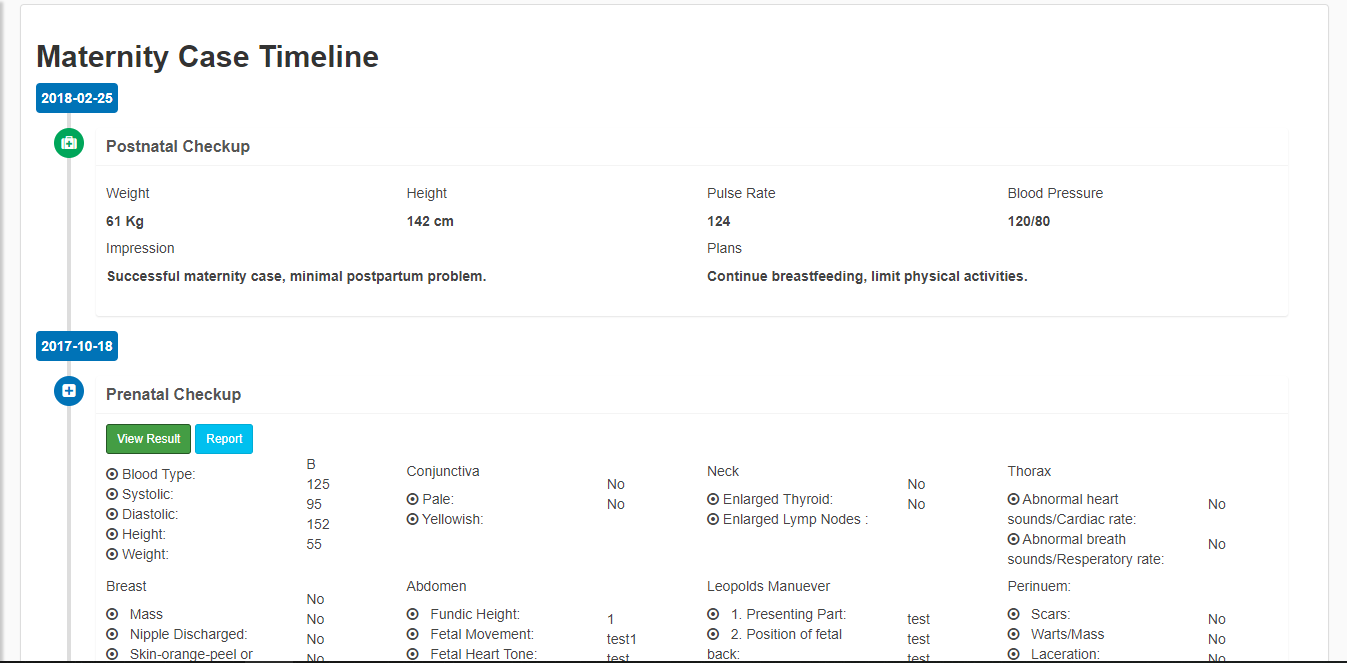 Maternity Case Timeline
2018-02-25
Postnatal Checkup
Weight Height Pulse Rate Blood Pressure
61 Kg 142 cm 124 120/80
Impression Plans
Successful maternity case, minimal postpartum problem. Continue breastfeeding, limit physical activities.
2017-10-18
Prenatal Checkup
View Result Report
Blood Type: B
Systolic: 125
Diastolic: 95
Height: 152
Weight: 55
Conjunctiva
Pale: No
Yellowish: No
Neck
Enlarged Thyroid: No
Enlarged Lymp Nodes : No
Thorax
Abnormal heart
sounds/Cardiac rate: No
Abnormal breath
sounds/Resperatory rate: No
Breast
No
Mass No
Nipple Discharged: No
Skin-orange-peel or No
Abdomen
Fundic Height: 1
Fetal Movement: test1
Fetal Heart Tone: test
Leopolds Manuever
1. Presenting Part: test
2. Position of fetal test
back: test
Perinuem:
Scars: No
Warts/Mass No
Laceration: No